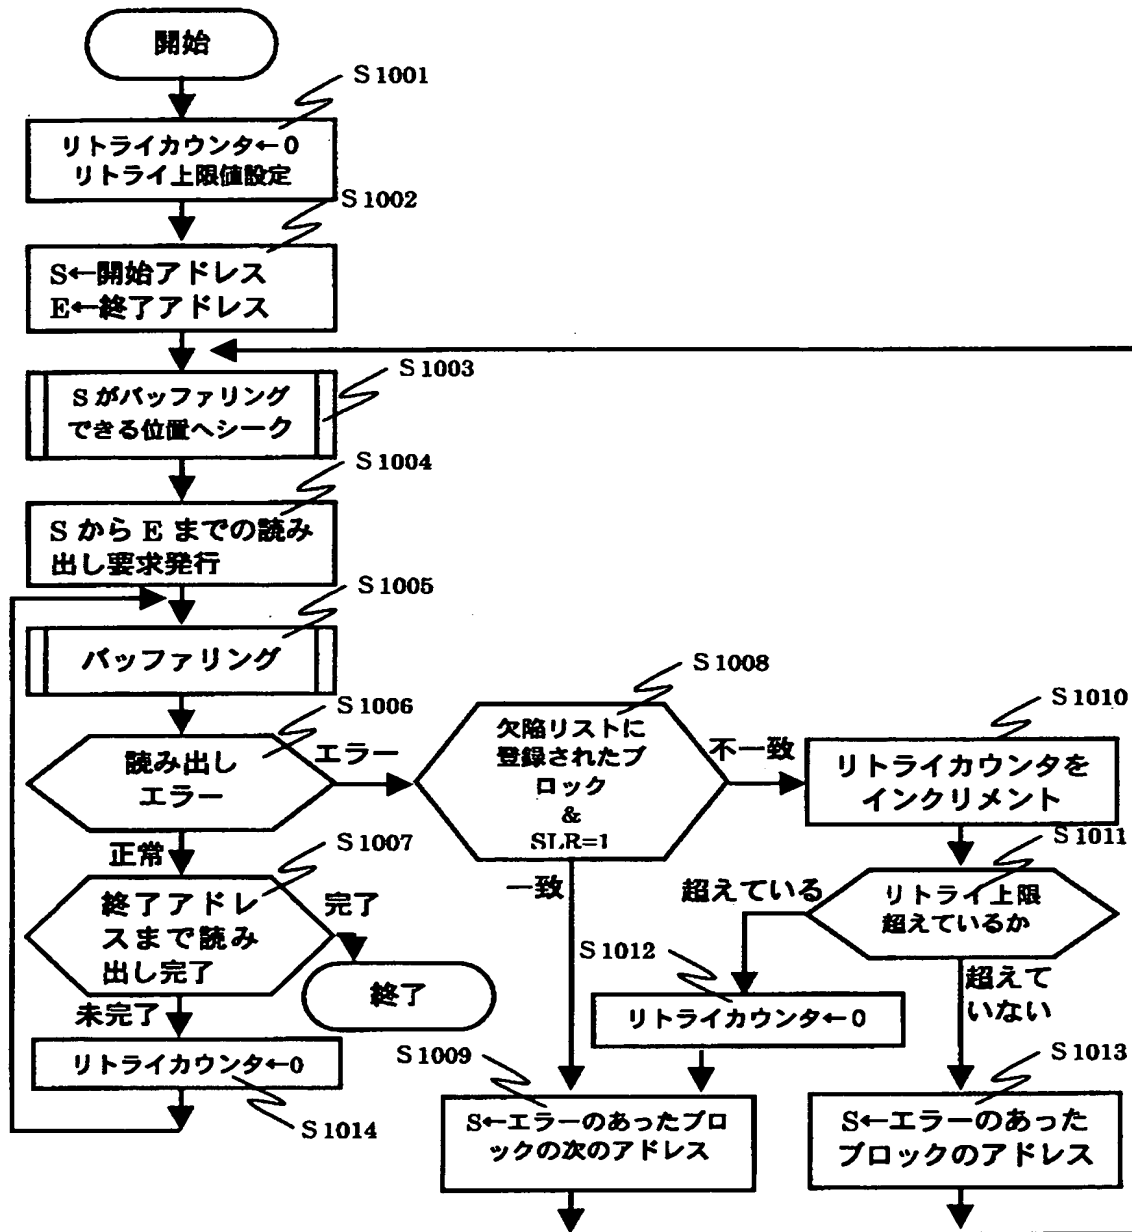 開始
S1001
リトライカウンタ←0
リトライ上限値設定
S1002
S←開始アドレス
E←終了アドレス
S1003
Sがバッファリング
できる位置へシーク
S1004
S から E までの読み
出し要求発行
S1005
バッファリング
S1006
読み出し
エラー
エラー
正常
S1007
終了アドレ
スまで読み
出し完了
完了
終了
未完了
リトライカウンタ←0
S1014
S1008
欠陥リストに
登録されたブ
ロック
&
SLR=1
不一致
一致
S1010
リトライカウンタを
インクリメント
S1011
リトライ上限
超えているか
超えている
超えて
いない
S1012
リトライカウンタ←0
S1009
S←エラーのあったブロ
ックの次のアドレス
S1013
S←エラーのあった
ブロックのアドレス